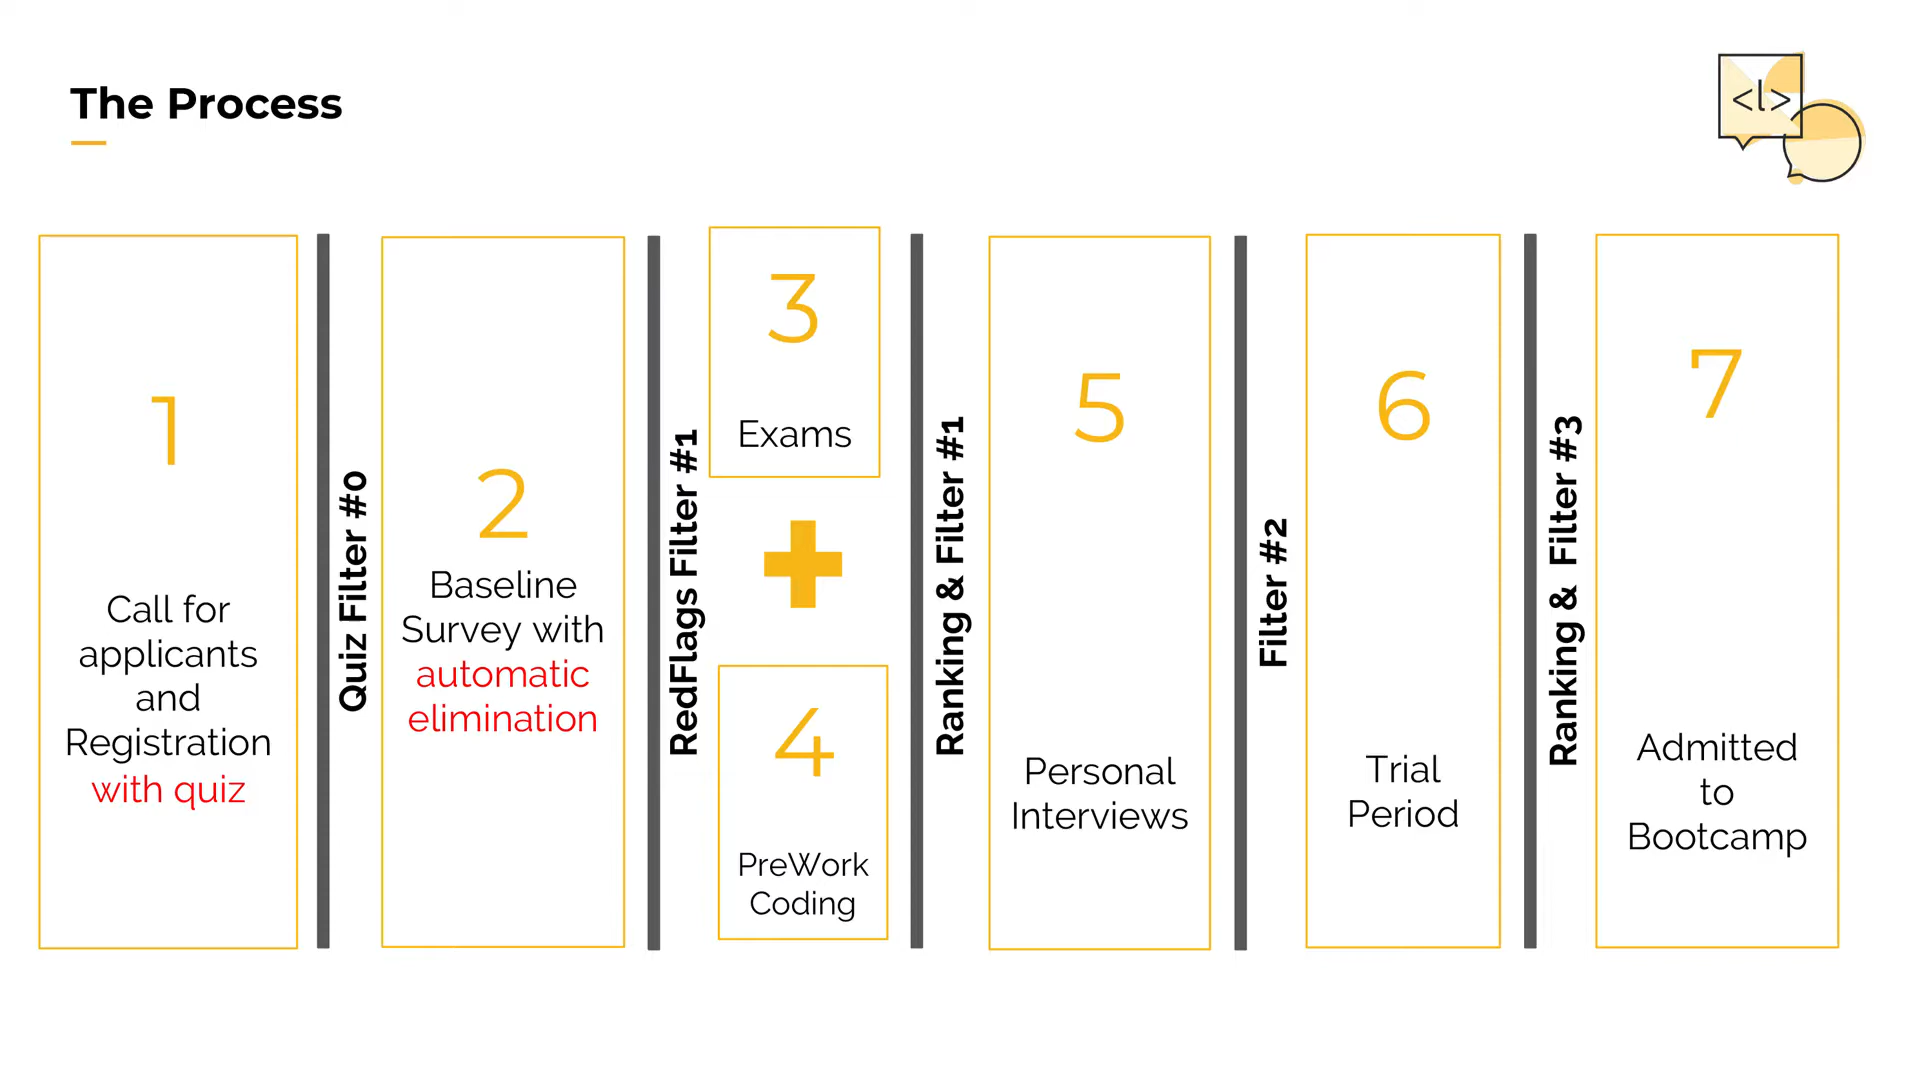 The Process
<l>
1
Call for
applicants
and
Registration
with quiz
Quiz Filter #0
2
Baseline
Survey with
automatic
elimination
RedFlags Filter #1
3
Exams
4
PreWork
Coding
Ranking & Filter #1
5
Personal
Interviews
Filter #2
6
Trial
Period
Ranking & Filter #3
7
Admitted
to
Bootcamp